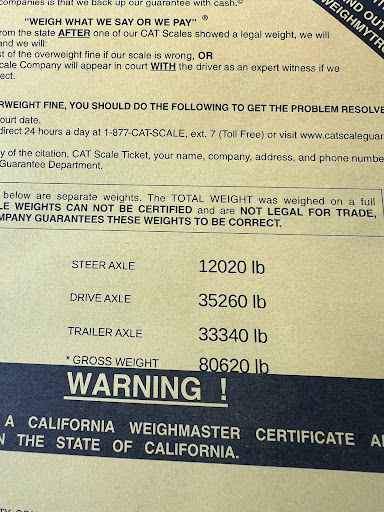 companies is that we back up our guarantee with cash.®
"WEIGH WHAT WE SAY OR WE PAY" ®
from the state AFTER one of our CAT Scales showed a legal weight, we will
and we will:
st of the overweight fine if our scale is wrong, OR
cale Company will appear in court WITH the driver as an expert witness if we
ect.
ND OUT
WEIGHMYTR
ERWEIGHT FINE, YOU SHOULD DO THE FOLLOWING TO GET THE PROBLEM RESOLVE
ourt date.
direct 24 hours a day at 1-877-CAT-SCALE, ext. 7 (Toll Free) or visit www.catscaleguar
y of the citation, CAT Scale Ticket, your name, company, address, and phone numbe
Guarantee Department.
below are separate weights. The TOTAL WEIGHT was weighed on a full
LE WEIGHTS CAN NOT BE CERTIFIED and are NOT LEGAL FOR TRADE,
MPANY GUARANTEES THESE WEIGHTS TO BE CORRECT.
STEER AXLE 12020 lb
DRIVE AXLE 35260 lb
TRAILER AXLE 33340 lb
* GROSS WEIGHT 80620 lb
WARNING !
A CALIFORNIA WEIGHMASTER CERTIFICATE A
N THE STATE OF CALIFORNIA.